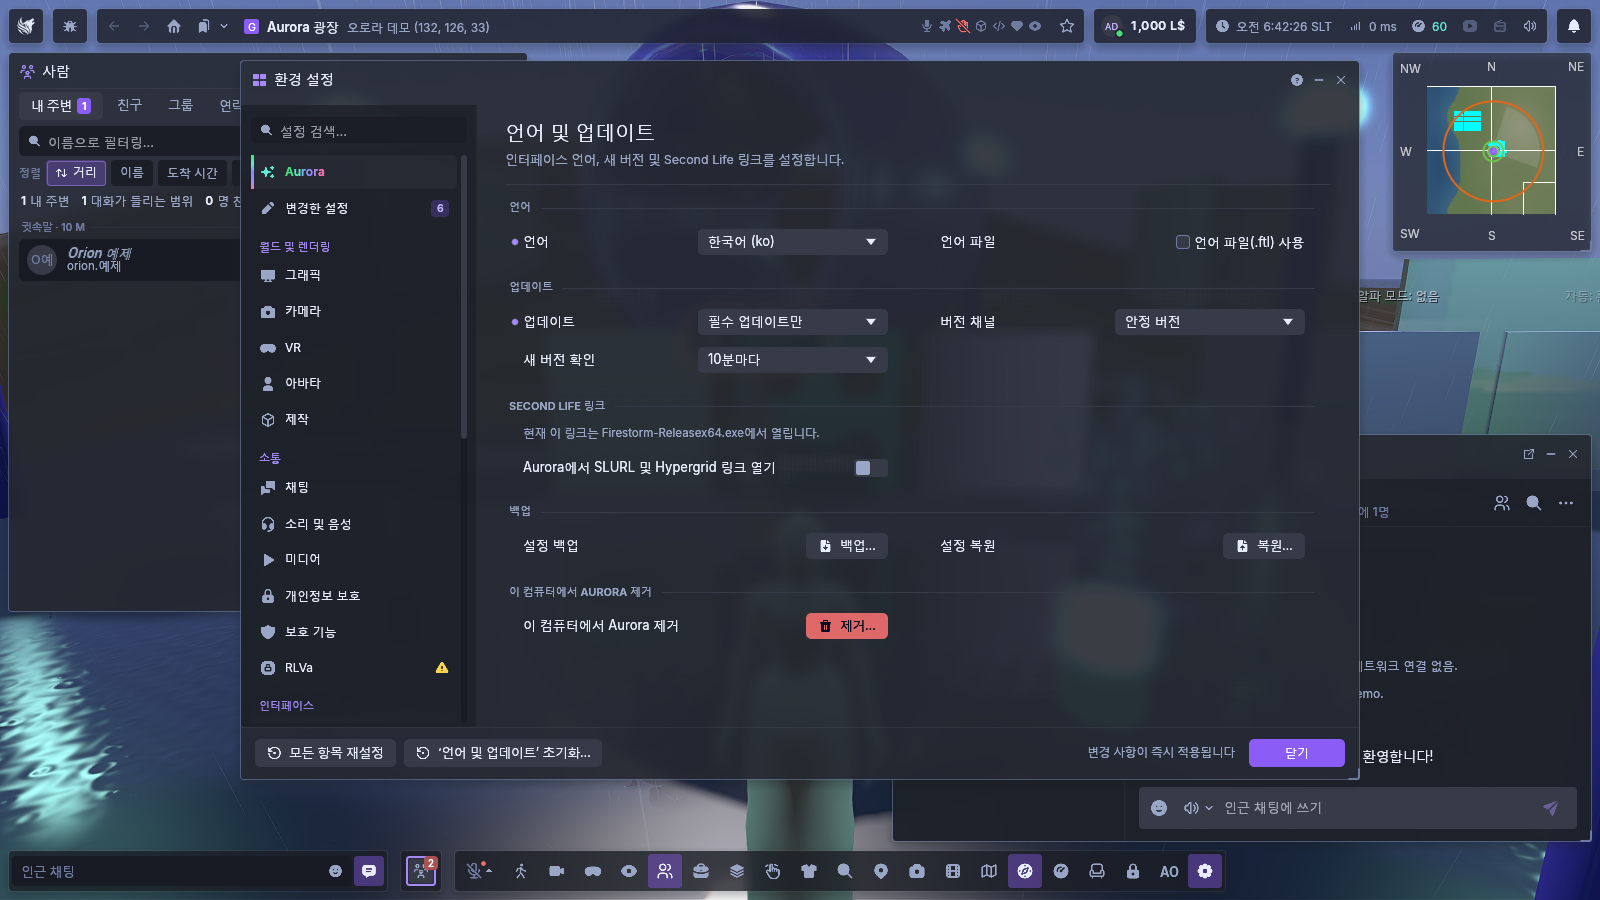 Aurora 광장 오로라 데모 (132, 126, 33)
AD 1,000 L$
오전 6:42:26 SLT 0 ms 60
사람
내 주변 1 친구 그룹
이름으로 필터링...
정렬 거리 이름 도착 시간
1 내 주변 1 대화가 들리는 범위 0 명
귓속말 · 10 M
O예 Orion 예제
orion.예제
환경 설정
설정 검색...
Aurora
변경한 설정 6
월드 및 렌더링
그래픽
카메라
VR
아바타
제작
소통
채팅
소리 및 음성
미디어
개인정보 보호
보호 기능
RLVa
인터페이스
언어 및 업데이트
인터페이스 언어, 새 버전 및 Second Life 링크를 설정합니다.
언어
언어 한국어 (ko) 언어 파일 언어 파일(.ftl) 사용
업데이트
업데이트 필수 업데이트만 버전 채널 안정 버전
새 버전 확인 10분마다
SECOND LIFE 링크
현재 이 링크는 Firestorm-Releasex64.exe에서 열립니다.
Aurora에서 SLURL 및 Hypergrid 링크 열기
백업
설정 백업 백업... 설정 복원 복원...
이 컴퓨터에서 AURORA 제거
이 컴퓨터에서 Aurora 제거 제거...
모든 항목 재설정 ‘언어 및 업데이트’ 초기화... 변경 사항이 즉시 적용됩니다 닫기
NW N NE
W E
SW S SE
알파 모드: 없음 자동:
에 1명
트워크 연결 없음.
emo.
환영합니다!
인근 채팅에 쓰기
인근 채팅
2
AO